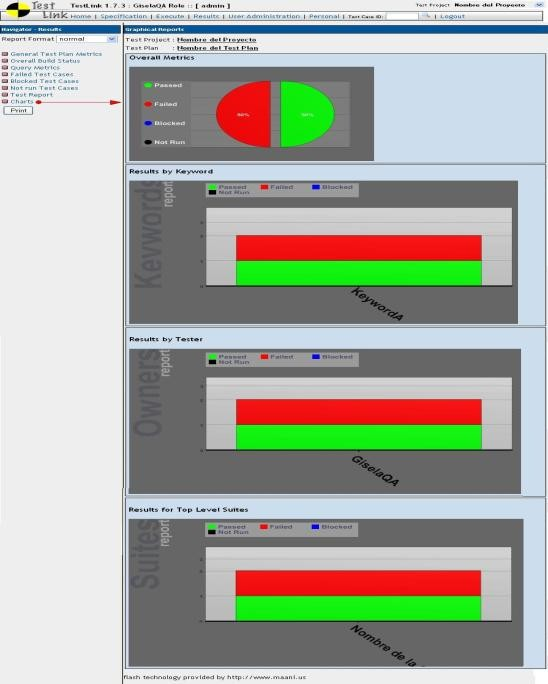 Test Link
TestLink 1.7.3 : GiselaQA Role :: [ admin ]
Test Project Nombre del Proyecto
Home | Specification | Execute | Results | User Administration | Personal | Test Case ID: | Logout
Navigator - Results
Report Format normal
General Test Plan Metrics
Overall Build Status
Query Metrics
Failed Test Cases
Blocked Test Cases
Not run Test Cases
Test Report
Charts
Print
Graphical Reports
Test Project : Nombre del Proyecto
Test Plan : Nombre del Test Plan
Overall Metrics
Passed
Failed
Blocked
Not Run
50%
50%
Results by Keyword
Keywords
report
Passed Failed Blocked
Not Run
KeywordA
Results by Tester
Owners
report
Passed Failed Blocked
Not Run
GiselaQA
Results for Top Level Suites
Suites
report
Passed Failed Blocked
Not Run
Nombre de la
flash technology provided by http://www.maani.us